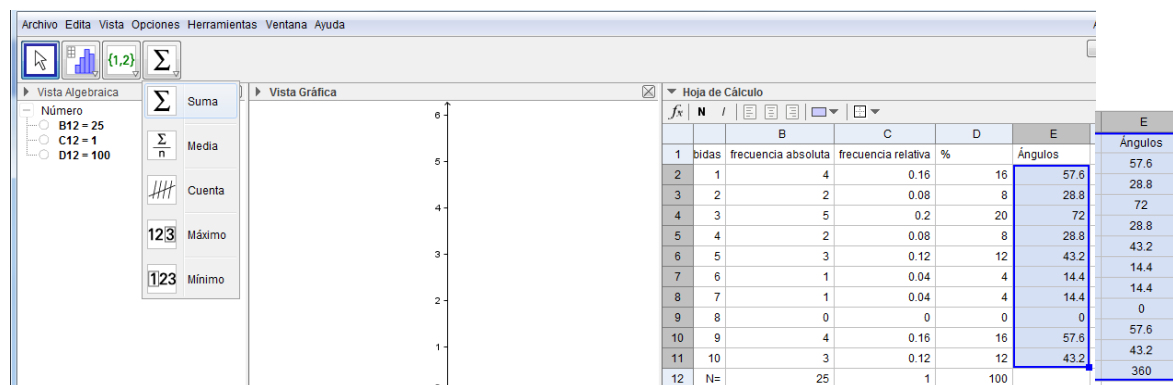 Archivo Edita Vista Opciones Herramientas Ventana Ayuda
{1,2} Σ
Vista Algebraica
Número
B12 = 25
C12 = 1
D12 = 100
Σ Suma
Σ/n Media
Cuenta
123 Máximo
123 Mínimo
Vista Gráfica
6
5
4
3
2
1
Hoja de Cálculo
fx N I
B C D E
1 bidas frecuencia absoluta frecuencia relativa % Ángulos
2 1 4 0.16 16 57.6
3 2 2 0.08 8 28.8
4 3 5 0.2 20 72
5 4 2 0.08 8 28.8
6 5 3 0.12 12 43.2
7 6 1 0.04 4 14.4
8 7 1 0.04 4 14.4
9 8 0 0 0 0
10 9 4 0.16 16 57.6
11 10 3 0.12 12 43.2
12 N= 25 1 100
E
Ángulos
57.6
28.8
72
28.8
43.2
14.4
14.4
0
57.6
43.2
360